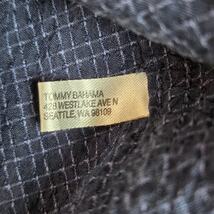 TOMMY BAHAMA
428 WESTLAKE AVE N
SEATTLE, WA 98109